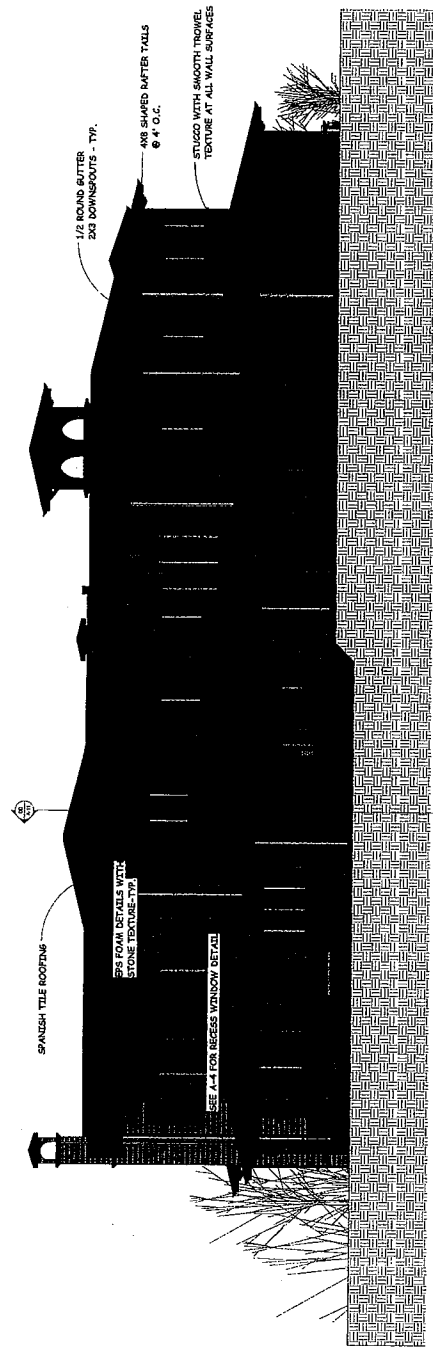 SPANISH TILE ROOFING
EPS FOAM DETAILS WITH
STONE TEXTURE-TYP.
SEE A-4 FOR RECESS WINDOW DETAIL
1/2 ROUND GUTTER
2X3 DOWNSPOUTS - TYP.
4X8 SHAPED RAFTER TAILS
@ 4' O.C.
STUCCO WITH SMOOTH TROWEL
TEXTURE AT ALL WALL SURFACES